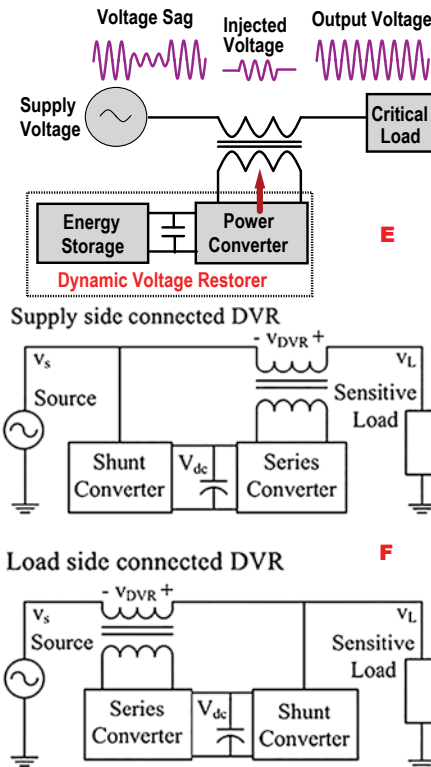 Voltage Sag
Injected
Voltage
Output Voltage
Supply
Voltage
Critical
Load
Energy
Storage
Power
Converter
E
Dynamic Voltage Restorer
Supply side connected DVR
- vDVR +
vs
vL
Source
Sensitive
Load
Shunt
Converter
Vdc
Series
Converter
F
Load side connected DVR
- vDVR +
vs
vL
Source
Sensitive
Load
Series
Converter
Vdc
Shunt
Converter